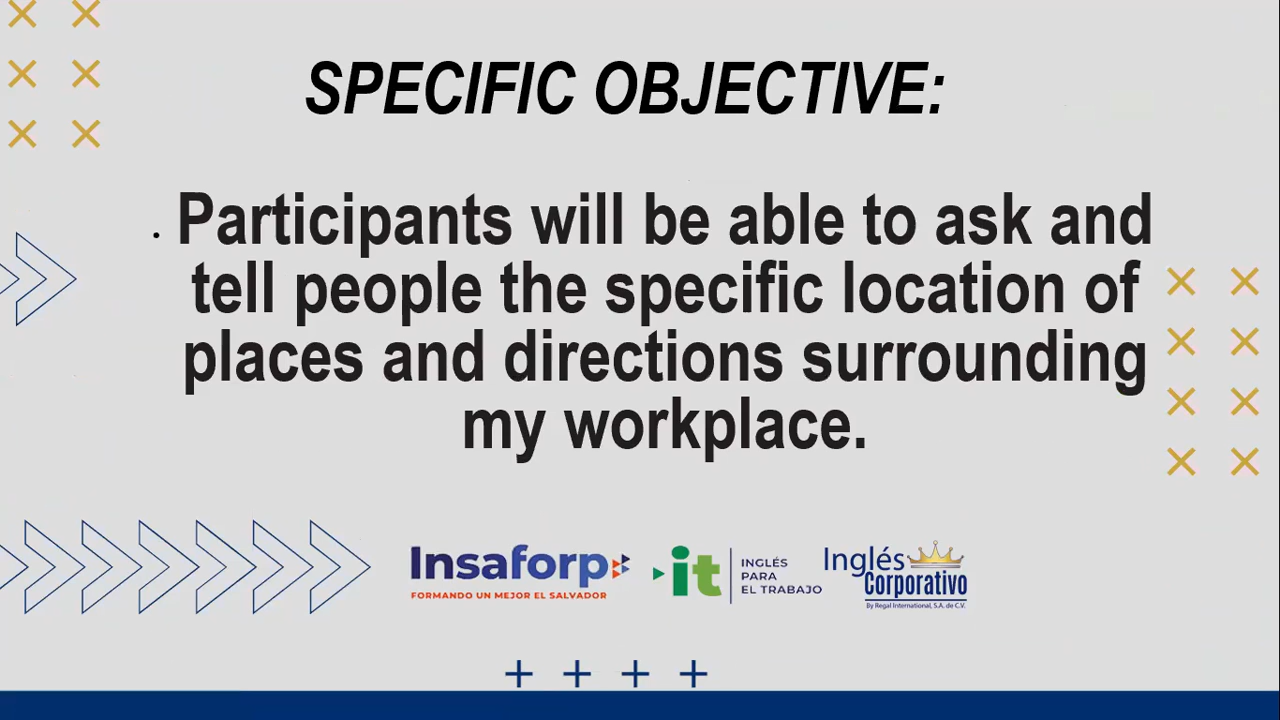 SPECIFIC OBJECTIVE:
. Participants will be able to ask and
tell people the specific location of
places and directions surrounding
my workplace.
Insaforp
FORMANDO UN MEJOR EL SALVADOR
it
INGLÉS
PARA
EL TRABAJO
Inglés
Corporativo
By Regal International, S.A. de C.V.